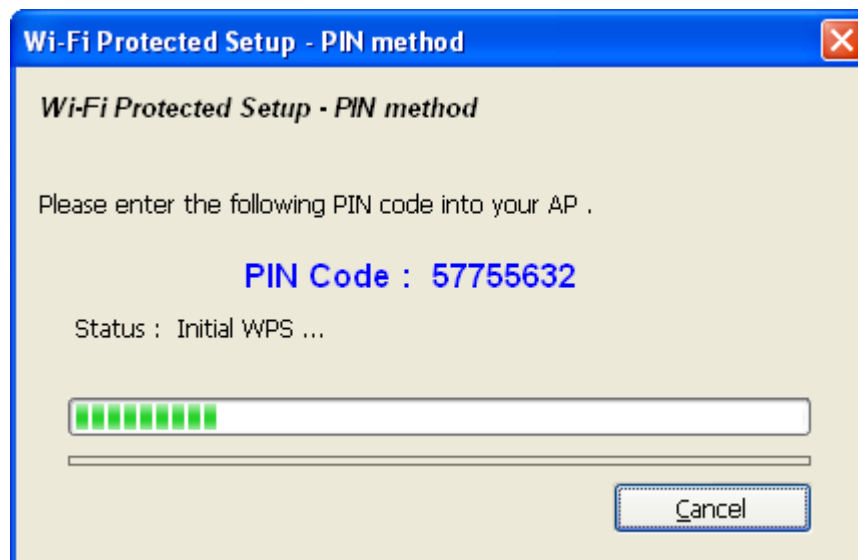 Wi-Fi Protected Setup - PIN method
Wi-Fi Protected Setup - PIN method
Please enter the following PIN code into your AP .
PIN Code : 57755632
Status : Initial WPS ...
Cancel